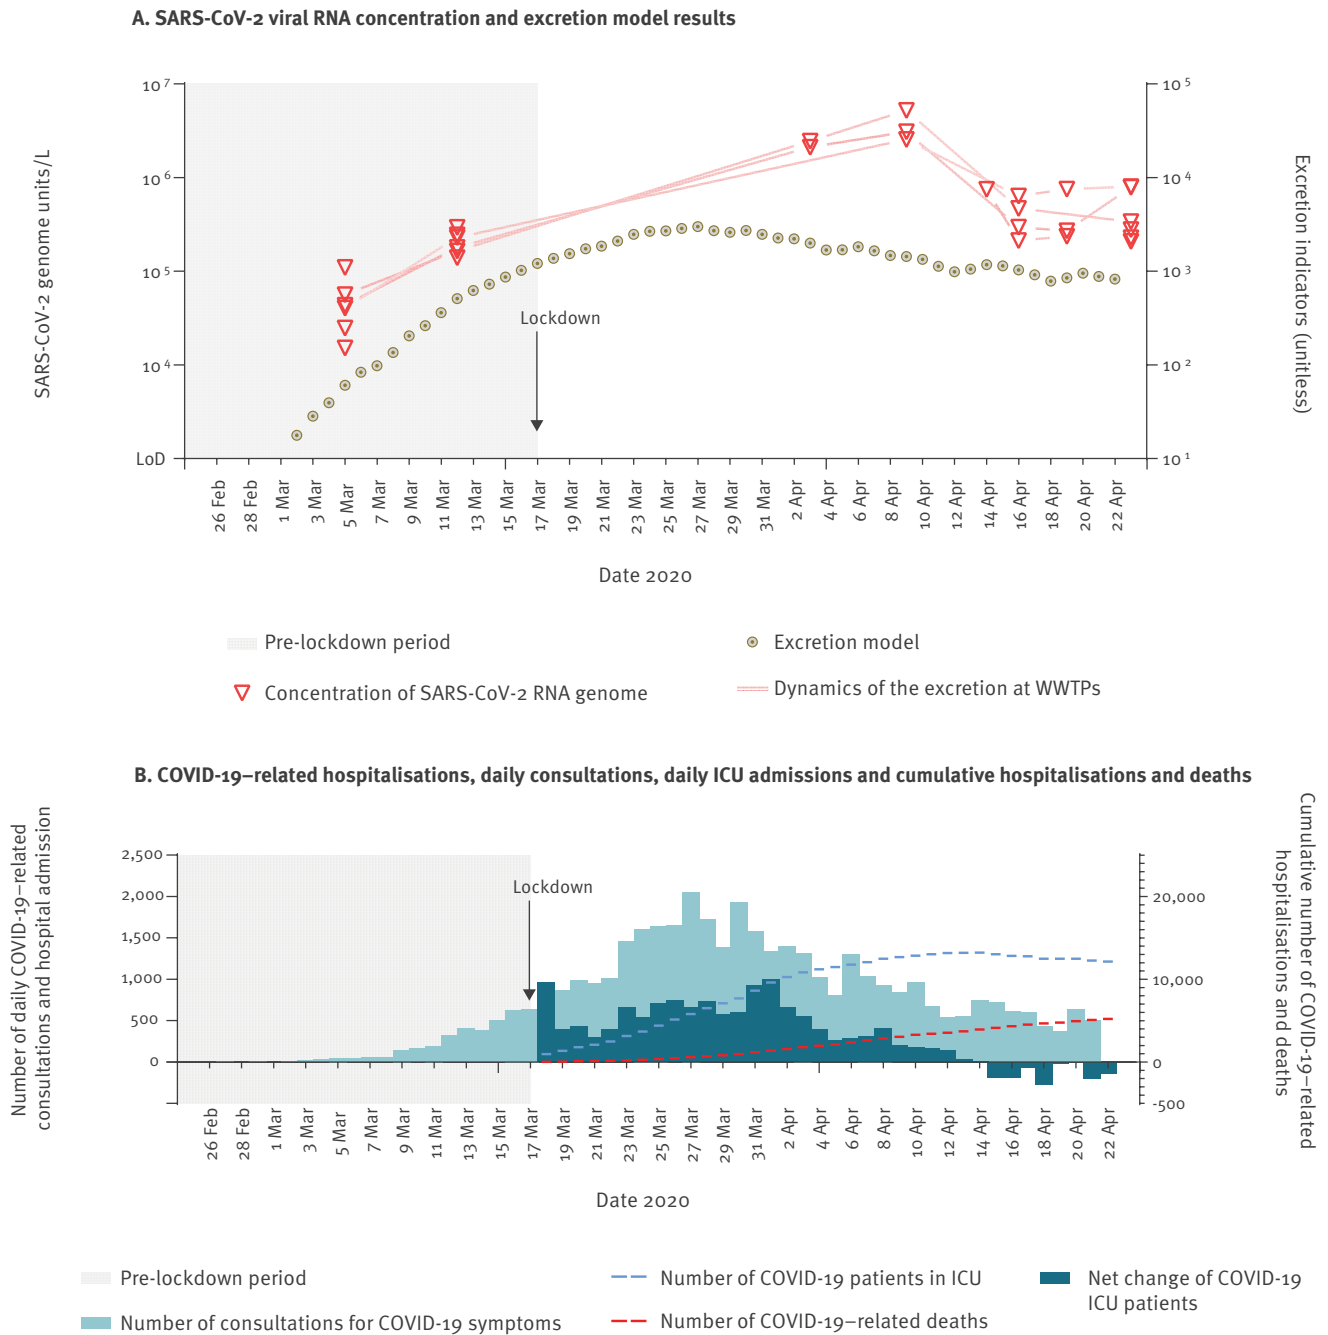 A. SARS-CoV-2 viral RNA concentration and excretion model results
SARS-CoV-2 genome units/L
10⁷
10⁶
10⁵
10⁴
LoD
10⁵
10⁴
10³
10²
10¹
Excretion indicators (unitless)
Lockdown
26 Feb
28 Feb
1 Mar
3 Mar
5 Mar
7 Mar
9 Mar
11 Mar
13 Mar
15 Mar
17 Mar
19 Mar
21 Mar
23 Mar
25 Mar
27 Mar
29 Mar
31 Mar
2 Apr
4 Apr
6 Apr
8 Apr
10 Apr
12 Apr
14 Apr
16 Apr
18 Apr
20 Apr
22 Apr
Date 2020
Pre-lockdown period
Excretion model
Concentration of SARS-CoV-2 RNA genome
Dynamics of the excretion at WWTPs
B. COVID-19–related hospitalisations, daily consultations, daily ICU admissions and cumulative hospitalisations and deaths
Number of daily COVID-19–related
consultations and hospital admission
2,500
2,000
1,500
1,000
500
0
20,000
10,000
0
-500
Cumulative number of COVID-19–related
hospitalisations and deaths
Lockdown
26 Feb
28 Feb
1 Mar
3 Mar
5 Mar
7 Mar
9 Mar
11 Mar
13 Mar
15 Mar
17 Mar
19 Mar
21 Mar
23 Mar
25 Mar
27 Mar
29 Mar
31 Mar
2 Apr
4 Apr
6 Apr
8 Apr
10 Apr
12 Apr
14 Apr
16 Apr
18 Apr
20 Apr
22 Apr
Date 2020
Pre-lockdown period
Number of COVID-19 patients in ICU
Net change of COVID-19
ICU patients
Number of consultations for COVID-19 symptoms
Number of COVID-19–related deaths